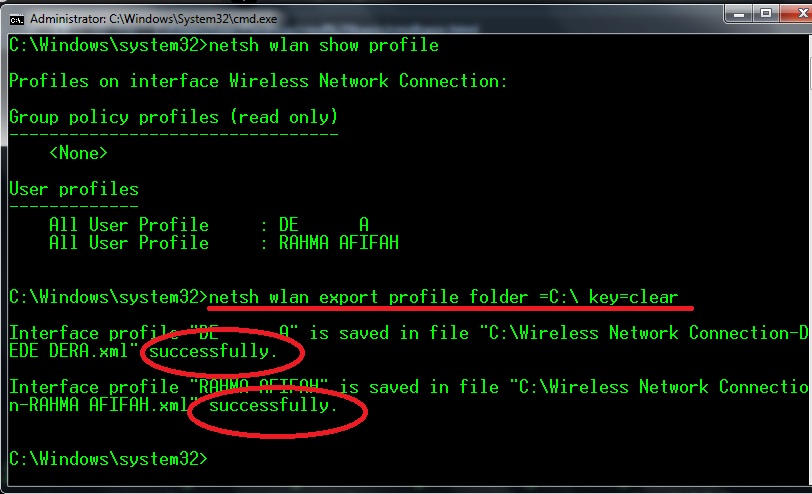 Administrator: C:\Windows\System32\cmd.exe
C:\Windows\system32>netsh wlan show profile
Profiles on interface Wireless Network Connection:
Group policy profiles (read only)
---------------------------------
<None>
User profiles
-------------
All User Profile     : DE      A
All User Profile     : RAHMA AFIFAH
C:\Windows\system32>netsh wlan export profile folder =C:\ key=clear
Interface profile "DE      A" is saved in file "C:\Wireless Network Connection-D
EDE DERA.xml" successfully.
Interface profile "RAHMA AFIFAH" is saved in file "C:\Wireless Network Connectio
n-RAHMA AFIFAH.xml" successfully.
C:\Windows\system32>